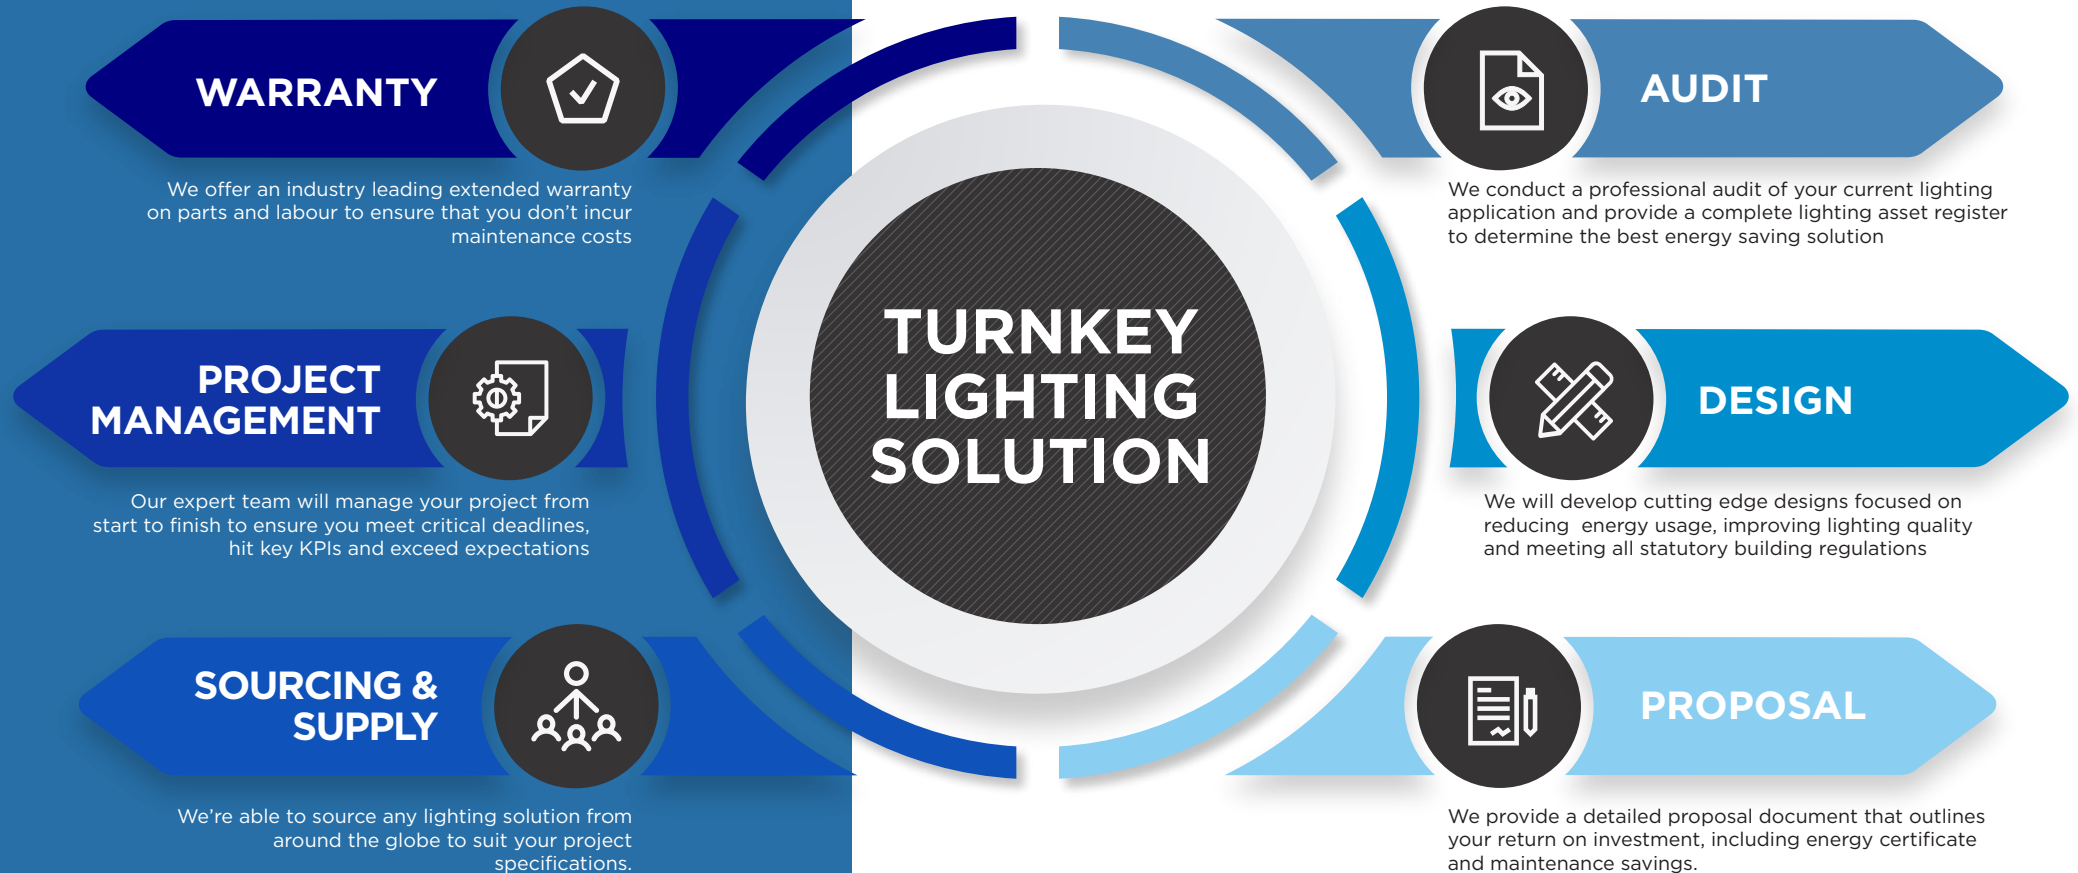 WARRANTY
We offer an industry leading extended warranty
on parts and labour to ensure that you don’t incur
maintenance costs
PROJECT
MANAGEMENT
Our expert team will manage your project from
start to finish to ensure you meet critical deadlines,
hit key KPIs and exceed expectations
SOURCING &
SUPPLY
We’re able to source any lighting solution from
around the globe to suit your project
specifications.
TURNKEY
LIGHTING
SOLUTION
AUDIT
We conduct a professional audit of your current lighting
application and provide a complete lighting asset register
to determine the best energy saving solution
DESIGN
We will develop cutting edge designs focused on
reducing  energy usage, improving lighting quality
and meeting all statutory building regulations
PROPOSAL
We provide a detailed proposal document that outlines
your return on investment, including energy certificate
and maintenance savings.